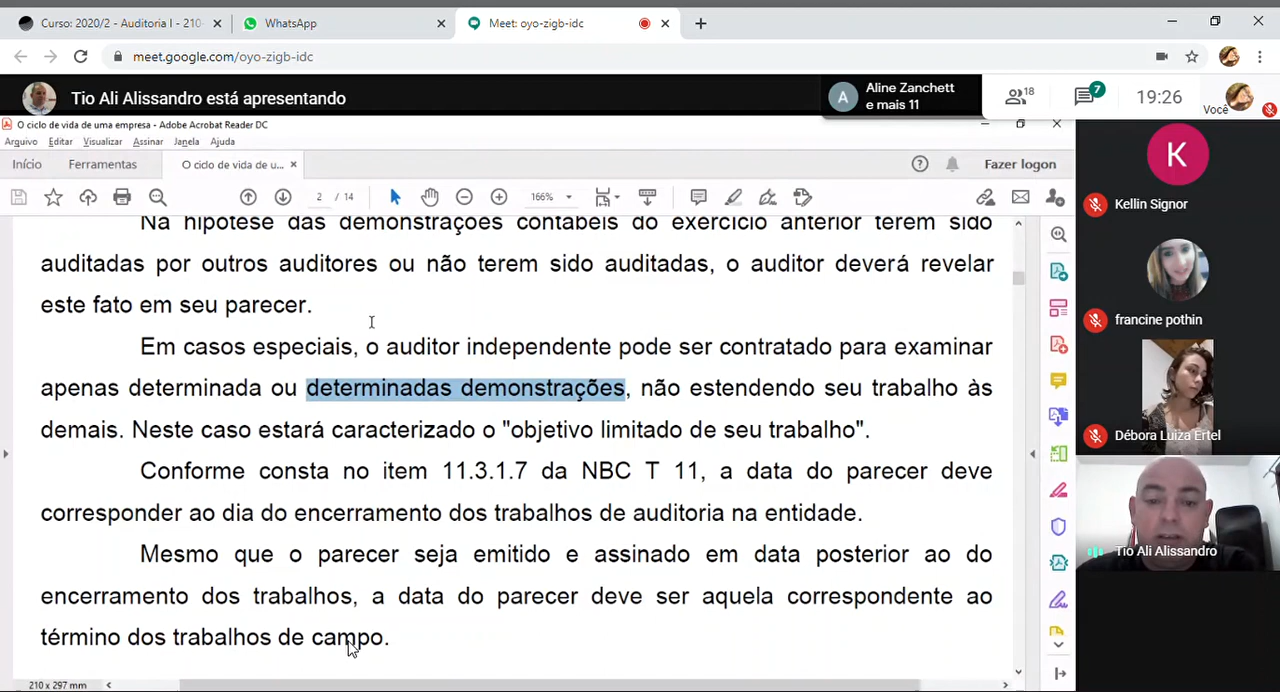 Curso: 2020/2 - Auditoria I - 210
WhatsApp
Meet: oyo-zigb-idc
meet.google.com/oyo-zigb-idc
Tio Ali Alissandro está apresentando
A
Aline Zanchett
e mais 11
18
7
19:26
Você
O ciclo de vida de uma empresa - Adobe Acrobat Reader DC
Arquivo Editar Visualizar Assinar Janela Ajuda
Início
Ferramentas
O ciclo de vida de u...
Fazer logon
2 / 14
166%
Na hipótese das demonstrações contábeis do exercício anterior terem sido
auditadas por outros auditores ou não terem sido auditadas, o auditor deverá revelar
este fato em seu parecer.
Em casos especiais, o auditor independente pode ser contratado para examinar
apenas determinada ou determinadas demonstrações, não estendendo seu trabalho às
demais. Neste caso estará caracterizado o "objetivo limitado de seu trabalho".
Conforme consta no item 11.3.1.7 da NBC T 11, a data do parecer deve
corresponder ao dia do encerramento dos trabalhos de auditoria na entidade.
Mesmo que o parecer seja emitido e assinado em data posterior ao do
encerramento dos trabalhos, a data do parecer deve ser aquela correspondente ao
término dos trabalhos de campo.
210 x 297 mm
K
Kellin Signor
francine pothin
Débora Luiza Ertel
Tio Ali Alissandro